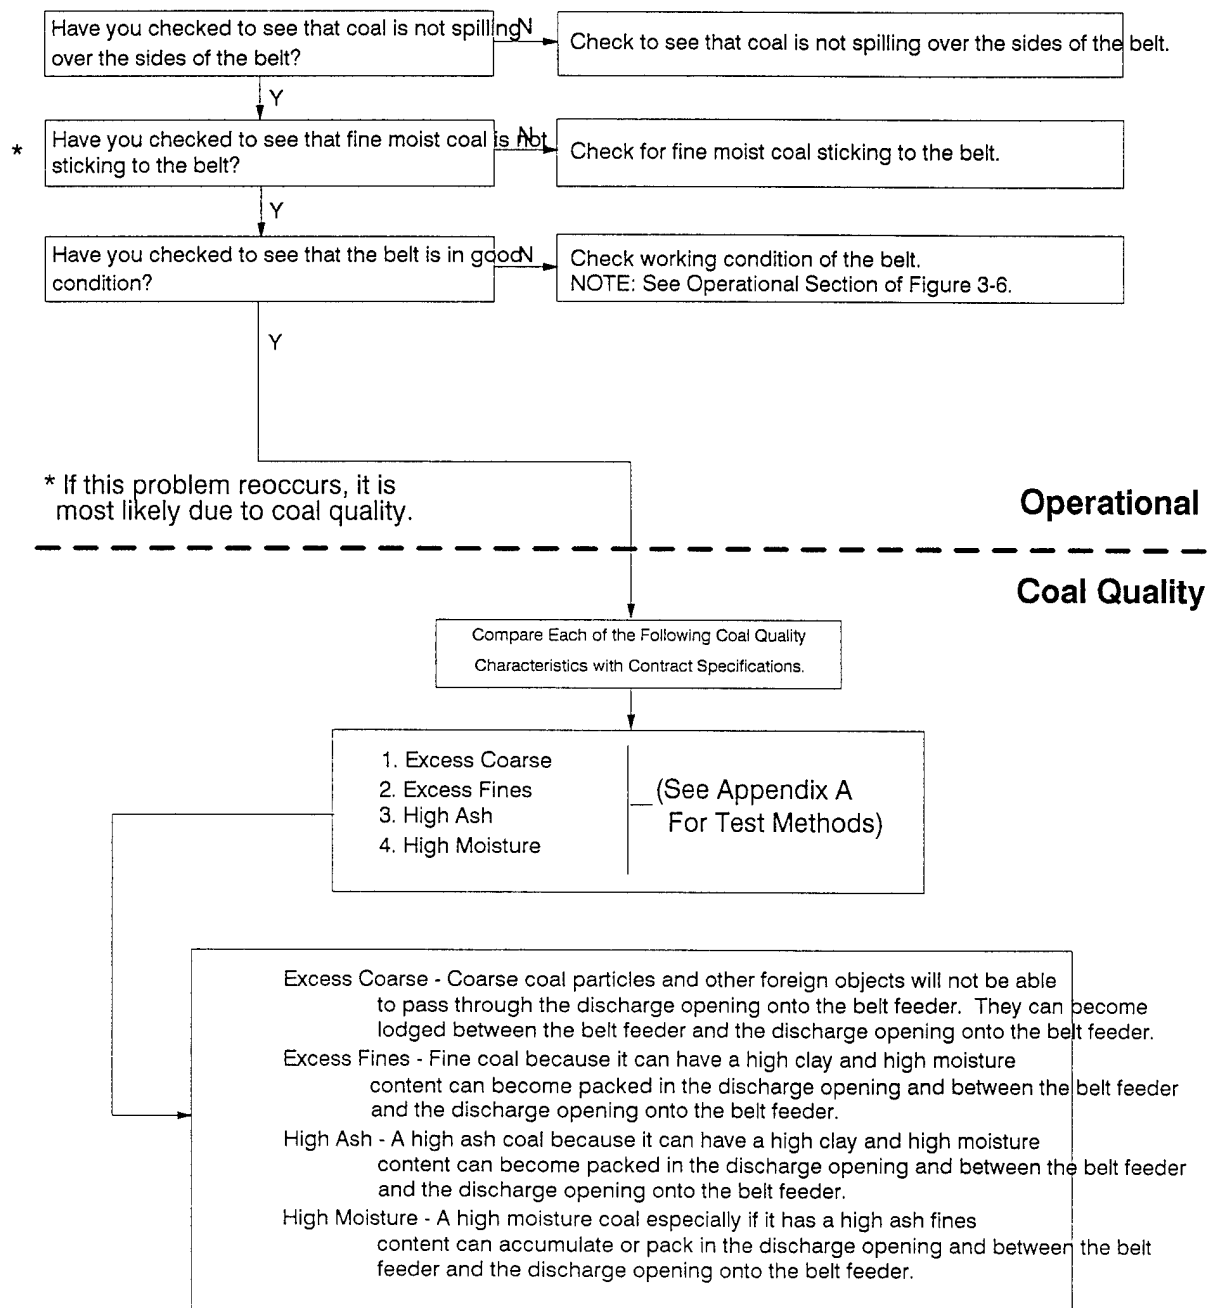 Have you checked to see that coal is not spilling
over the sides of the belt?
N
Check to see that coal is not spilling over the sides of the belt.
Y
*
Have you checked to see that fine moist coal is not
sticking to the belt?
N
Check for fine moist coal sticking to the belt.
Y
Have you checked to see that the belt is in good
condition?
N
Check working condition of the belt.
NOTE: See Operational Section of Figure 3-6.
Y
* If this problem reoccurs, it is
most likely due to coal quality.
Operational
Coal Quality
Compare Each of the Following Coal Quality
Characteristics with Contract Specifications.
1. Excess Coarse
2. Excess Fines
3. High Ash
4. High Moisture
(See Appendix A
For Test Methods)
Excess Coarse - Coarse coal particles and other foreign objects will not be able
to pass through the discharge opening onto the belt feeder. They can become
lodged between the belt feeder and the discharge opening onto the belt feeder.
Excess Fines - Fine coal because it can have a high clay and high moisture
content can become packed in the discharge opening and between the belt feeder
and the discharge opening onto the belt feeder.
High Ash - A high ash coal because it can have a high clay and high moisture
content can become packed in the discharge opening and between the belt feeder
and the discharge opening onto the belt feeder.
High Moisture - A high moisture coal especially if it has a high ash fines
content can accumulate or pack in the discharge opening and between the belt
feeder and the discharge opening onto the belt feeder.